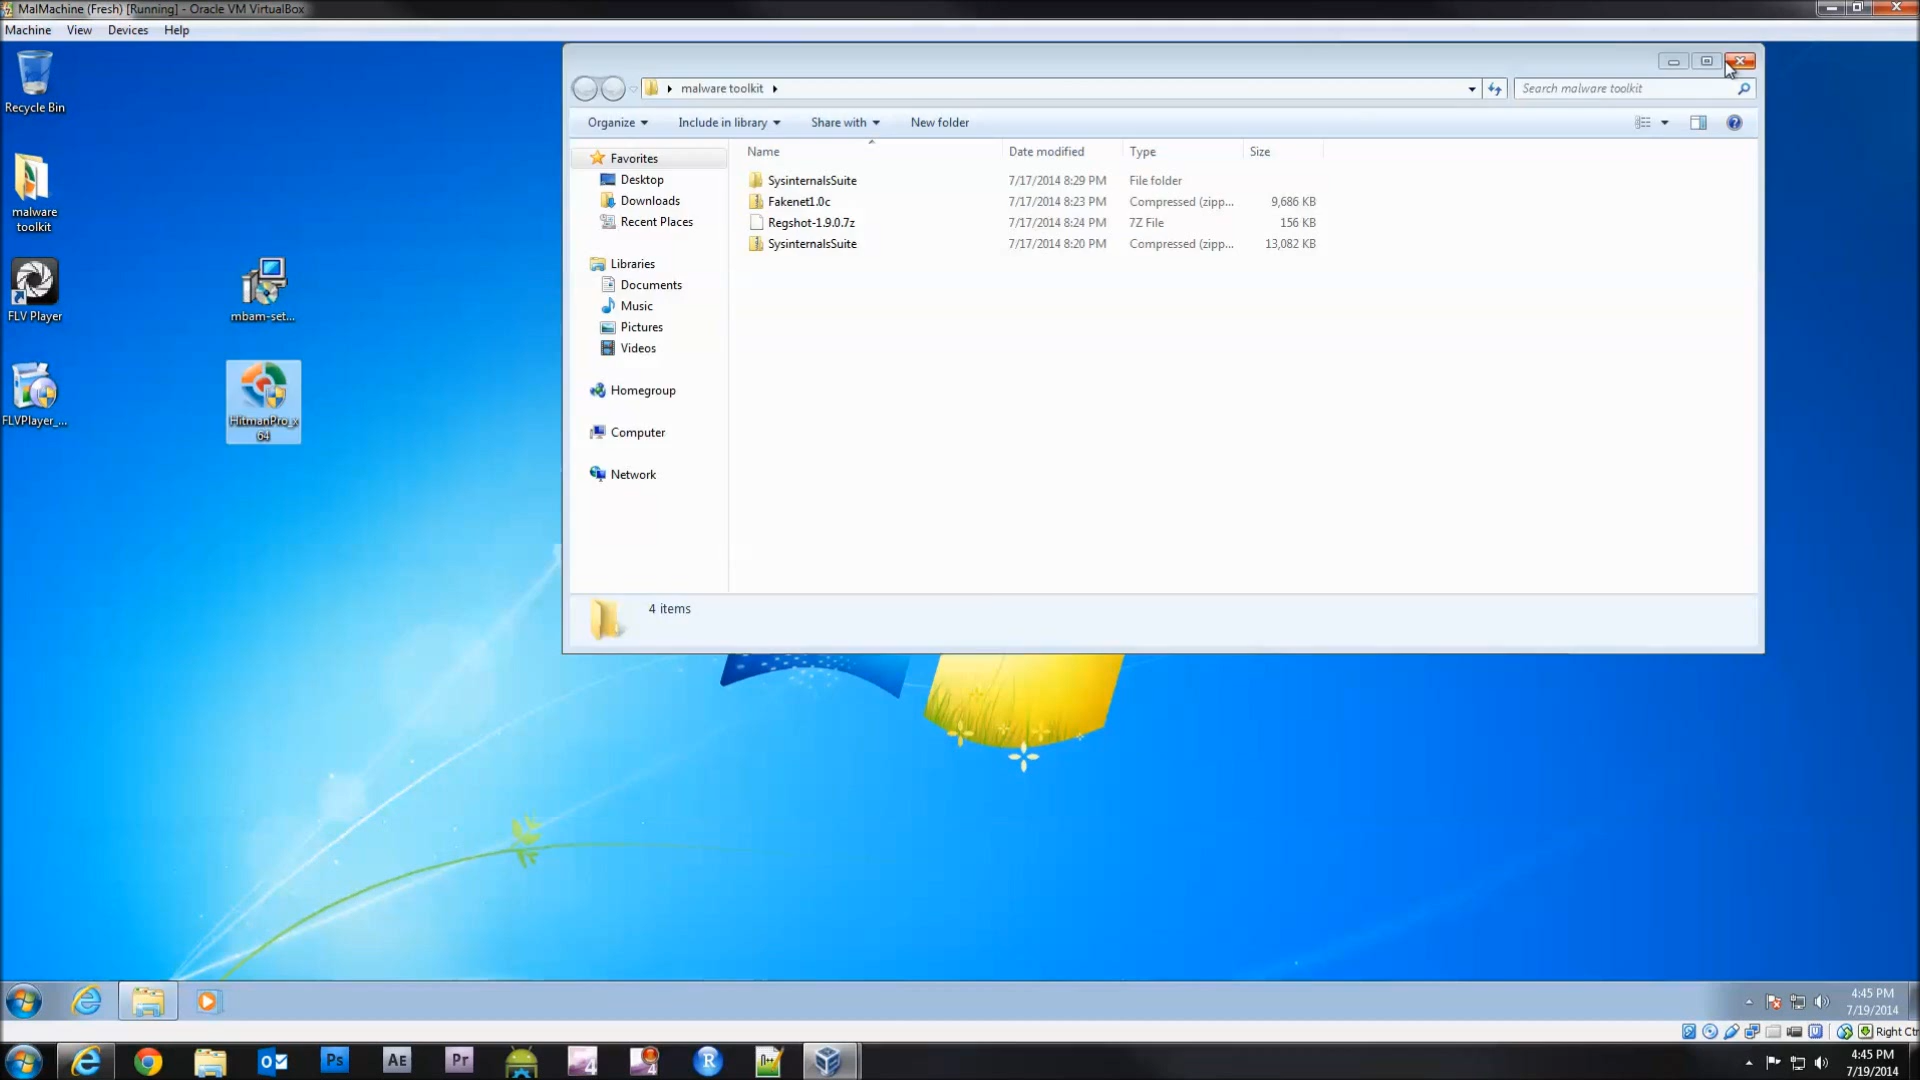 MalMachine (Fresh) [Running] - Oracle VM VirtualBox
Machine View Devices Help
Recycle Bin
malware
toolkit
FLV Player
FLVPlayer_...
mbam-set...
HitmanPro_x
64
malware toolkit
Search malware toolkit
Organize Include in library Share with New folder
Favorites
Desktop
Downloads
Recent Places
Libraries
Documents
Music
Pictures
Videos
Homegroup
Computer
Network
Name Date modified Type Size
SysinternalsSuite 7/17/2014 8:29 PM File folder
Fakenet1.0c 7/17/2014 8:23 PM Compressed (zipp... 9,686 KB
Regshot-1.9.0.7z 7/17/2014 8:24 PM 7Z File 156 KB
SysinternalsSuite 7/17/2014 8:20 PM Compressed (zipp... 13,082 KB
4 items
4:45 PM
7/19/2014
Right Ctr
Ps AE Pr 4 4 R
4:45 PM
7/19/2014